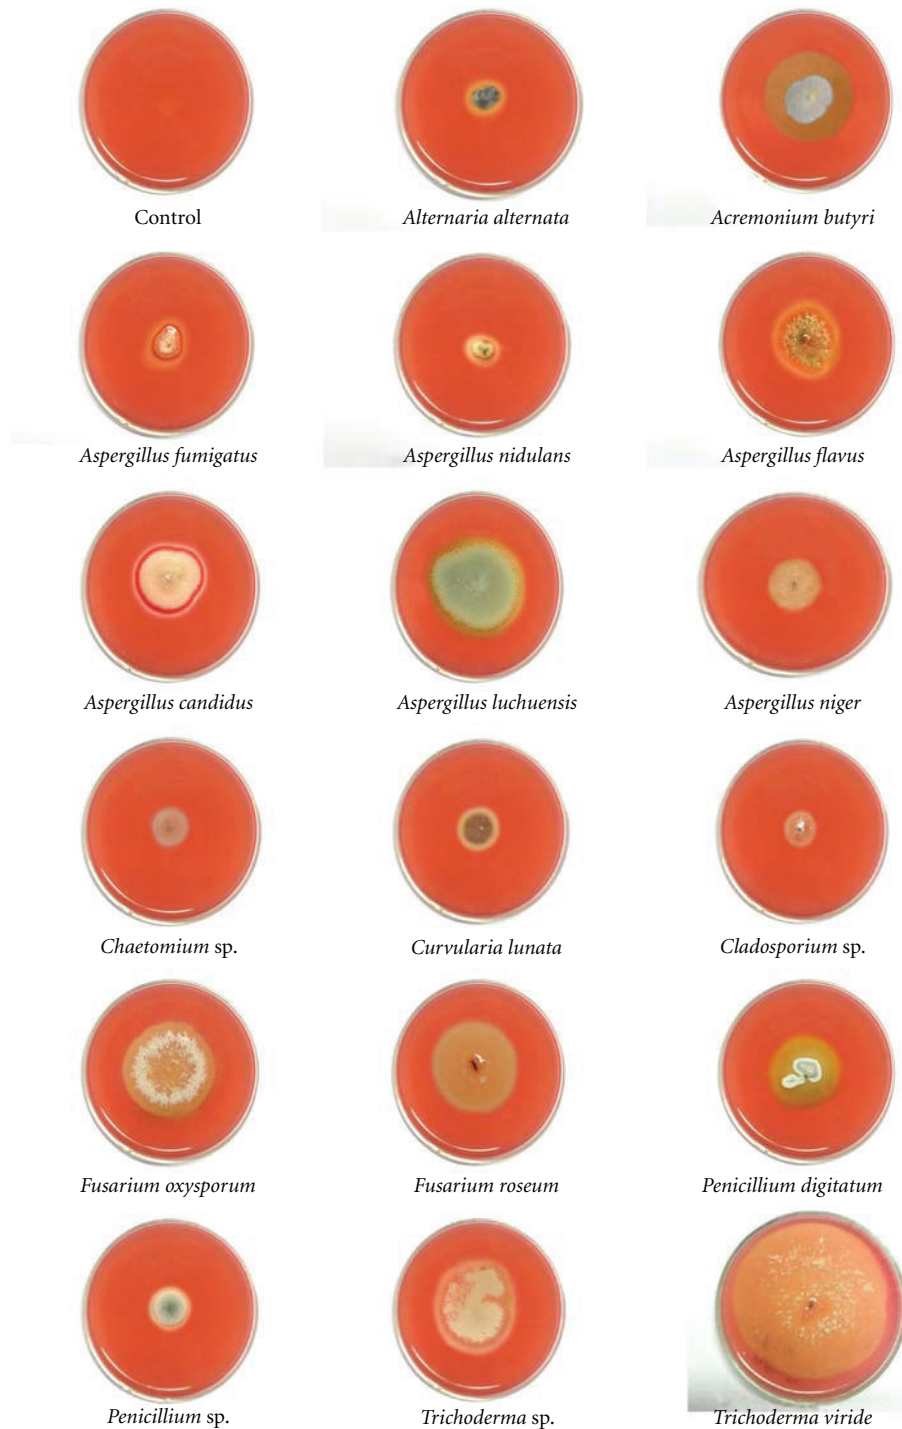 Control
Alternaria alternata
Acremonium butyri
Aspergillus fumigatus
Aspergillus nidulans
Aspergillus flavus
Aspergillus candidus
Aspergillus luchuensis
Aspergillus niger
Chaetomium sp.
Curvularia lunata
Cladosporium sp.
Fusarium oxysporum
Fusarium roseum
Penicillium digitatum
Penicillium sp.
Trichoderma sp.
Trichoderma viride